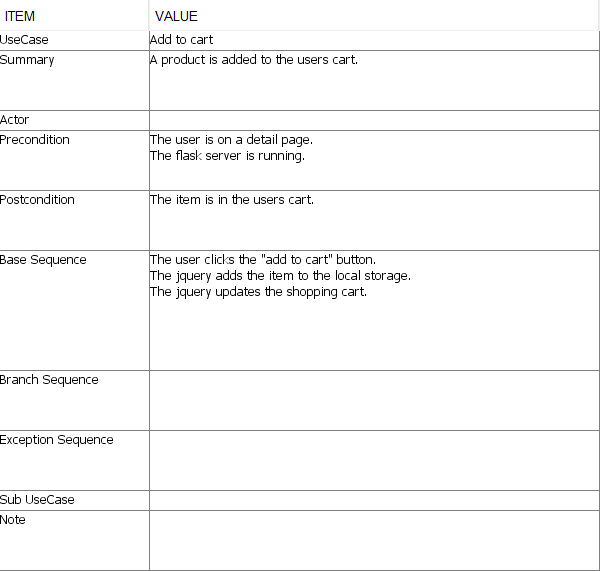 ITEM VALUE
UseCase Add to cart
Summary A product is added to the users cart.
Actor
Precondition The user is on a detail page.
The flask server is running.
Postcondition The item is in the users cart.
Base Sequence The user clicks the "add to cart" button.
The jquery adds the item to the local storage.
The jquery updates the shopping cart.
Branch Sequence
Exception Sequence
Sub UseCase
Note